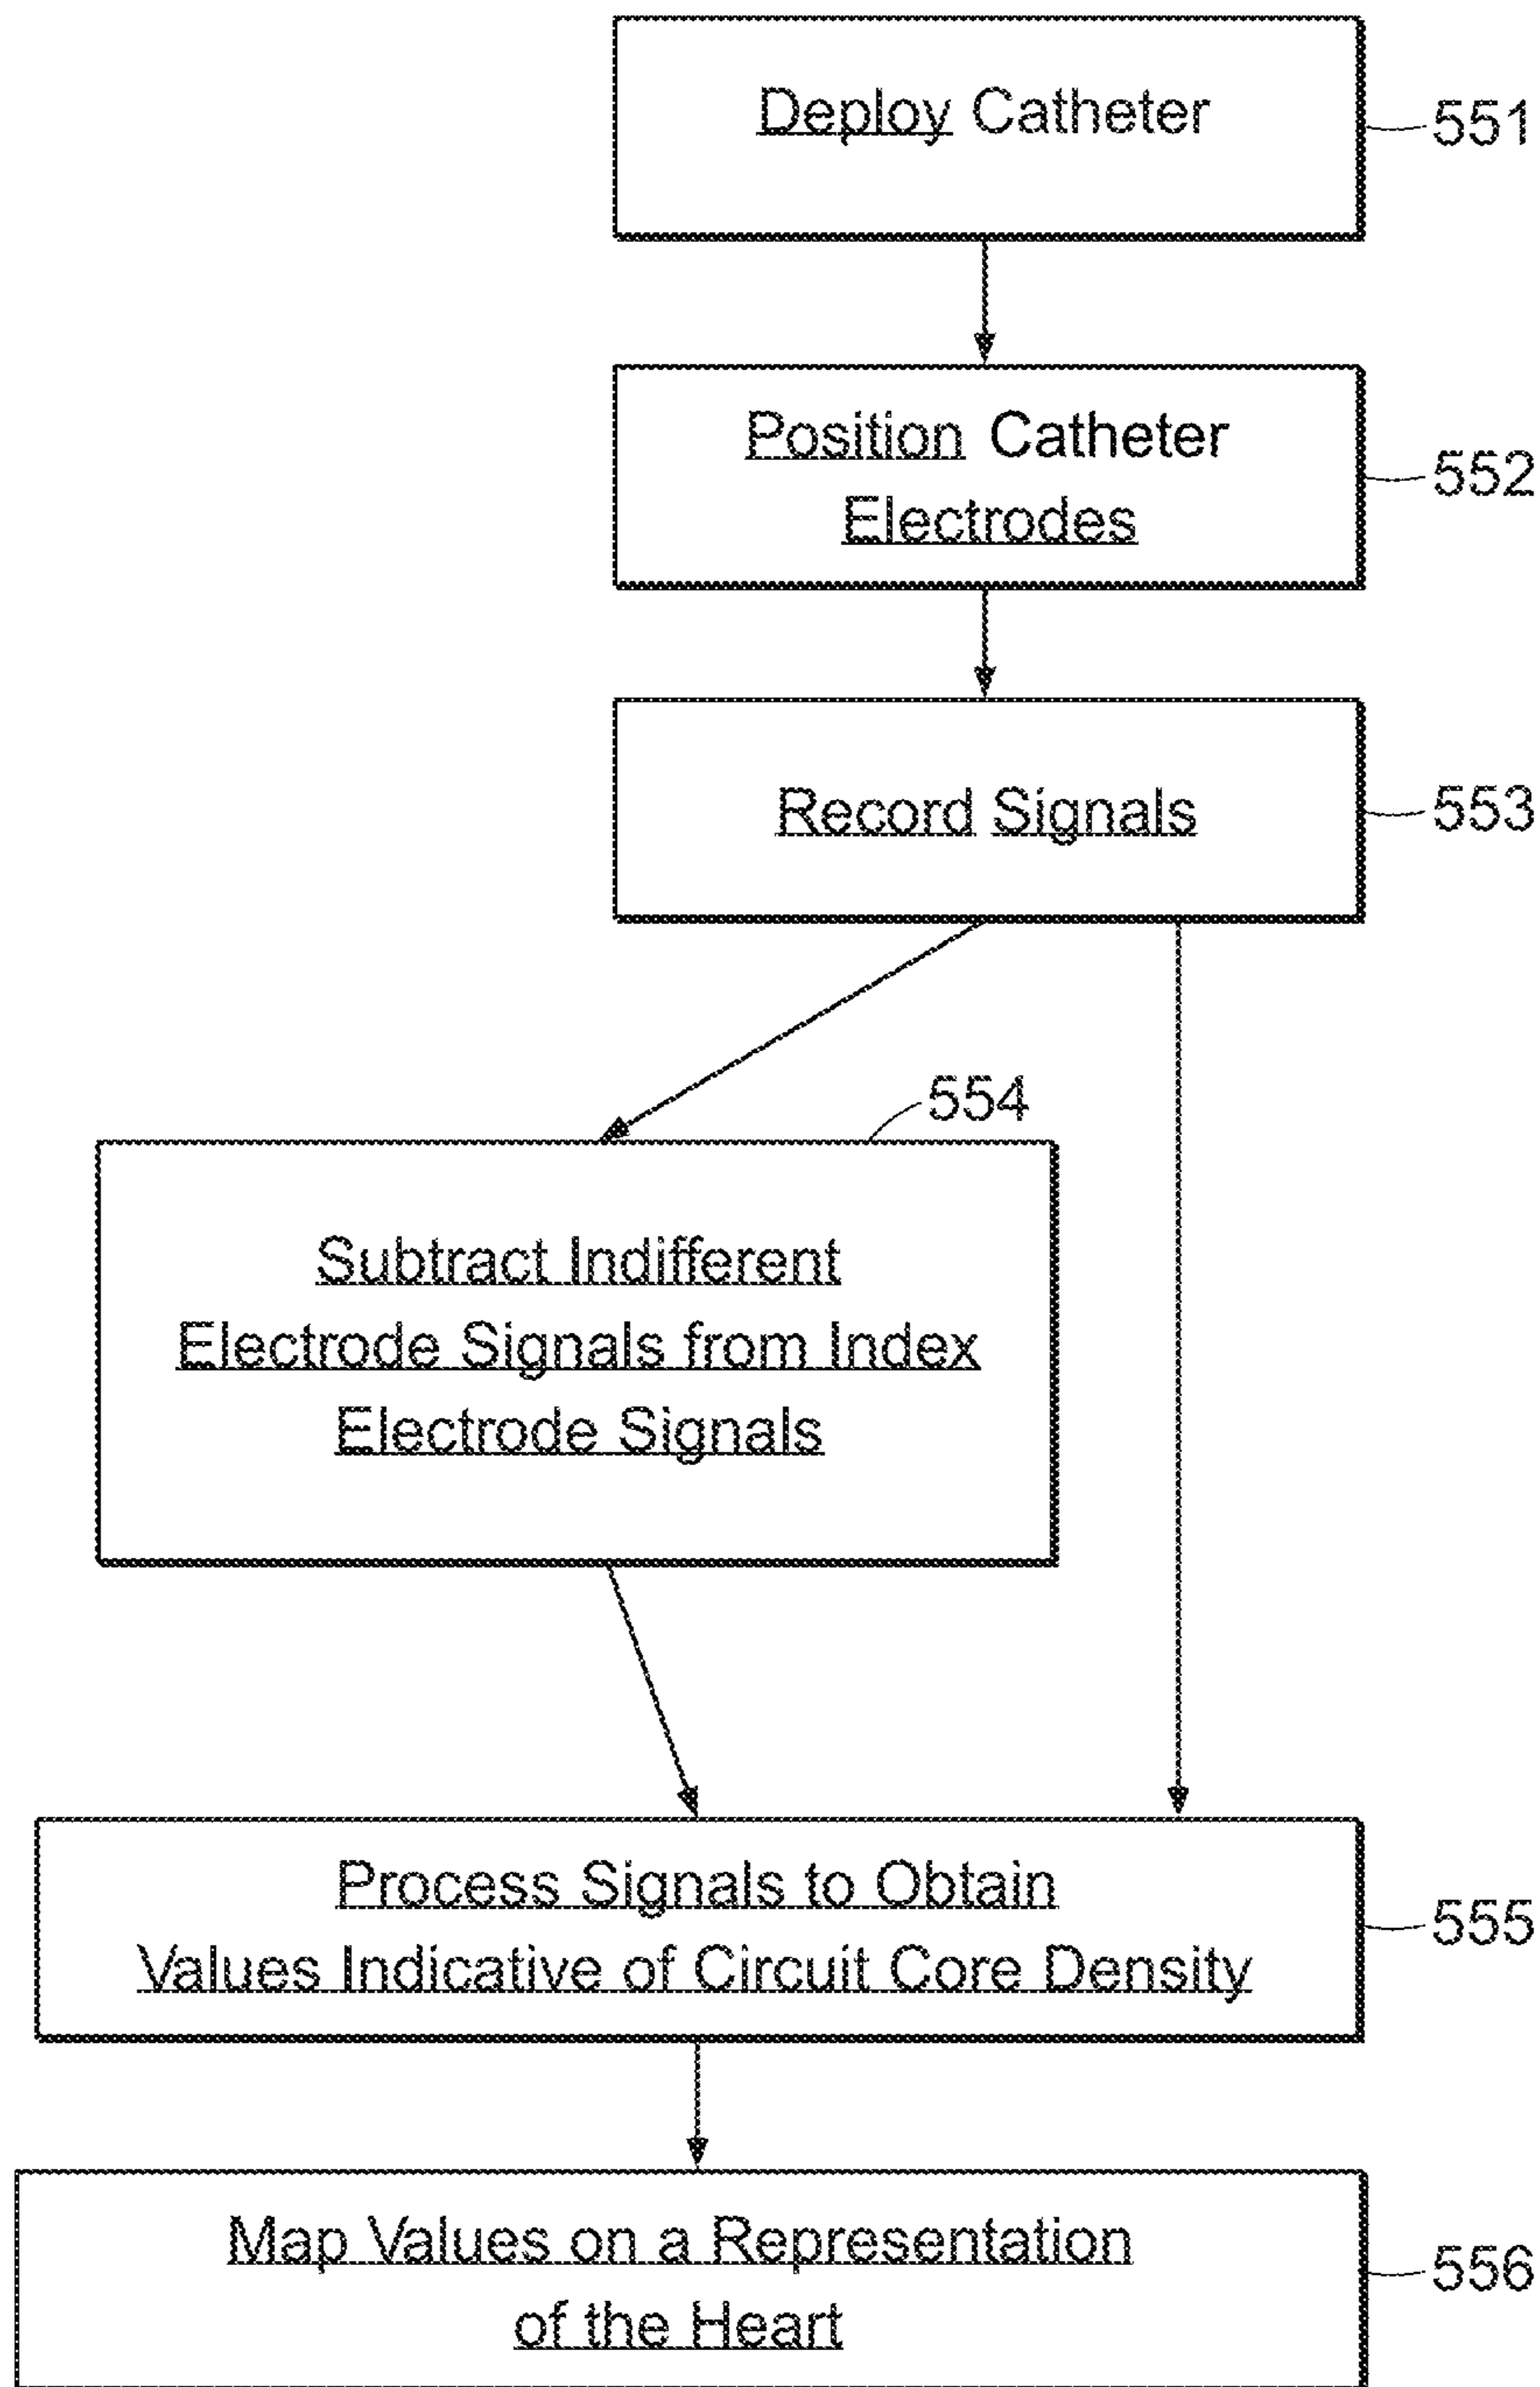 Deploy Catheter
551
Position Catheter
Electrodes
552
Record Signals
553
554
Subtract Indifferent
Electrode Signals from Index
Electrode Signals
Process Signals to Obtain
Values Indicative of Circuit Core Density
555
Map Values on a Representation
of the Heart
556